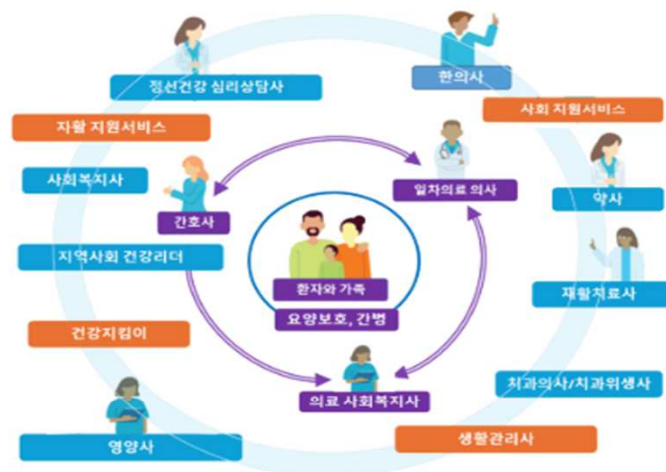 정신건강 심리상담사
한의사
자활 지원서비스
사회 지원서비스
사회복지사
간호사
일차의료 의사
약사
지역사회 건강리더
환자와 가족
재활치료사
요양보호, 간병
건강지킴이
치과의사/치과위생사
의료 사회복지사
영양사
생활관리사